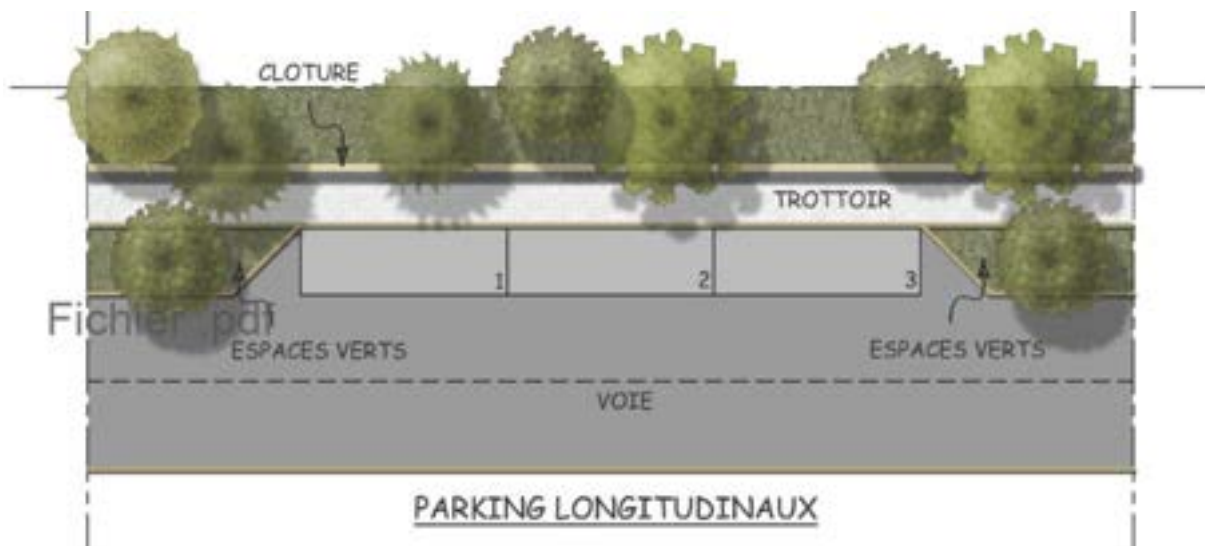 CLOTURE
TROTTOIR
1
2
3
Fichier .pdf
ESPACES VERTS
ESPACES VERTS
VOIE
PARKING LONGITUDINAUX